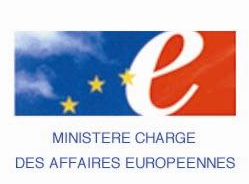 e
MINISTERE CHARGE
DES AFFAIRES EUROPEENNES